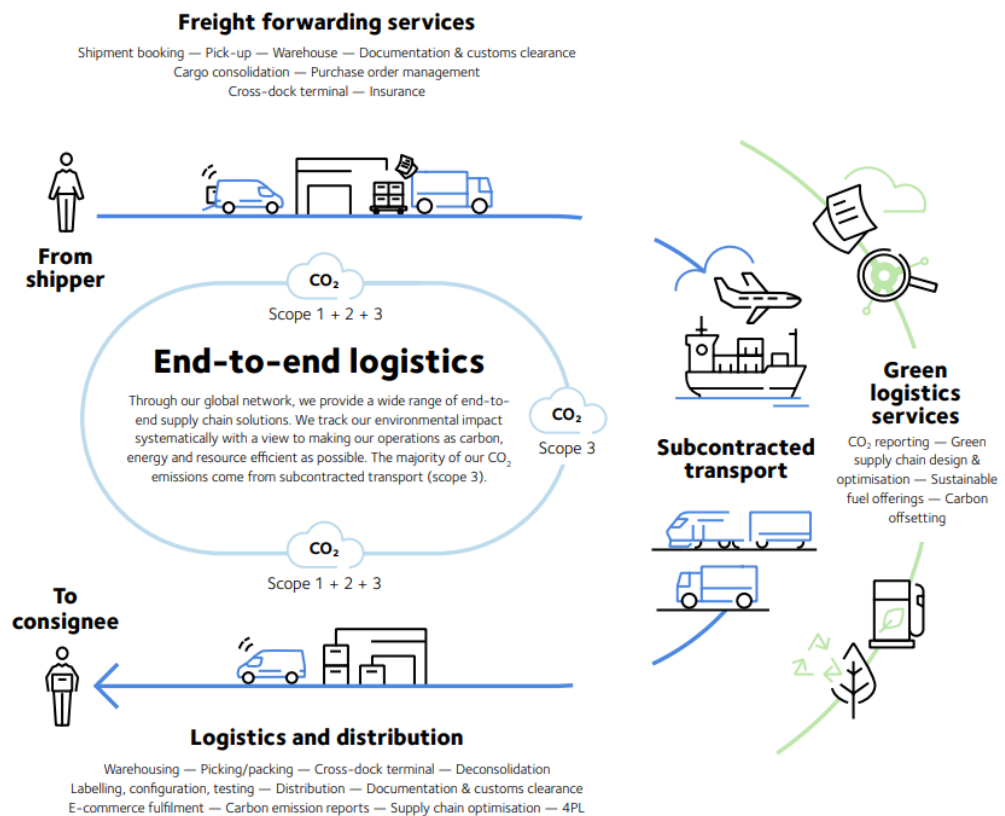 Freight forwarding services
Shipment booking — Pick-up — Warehouse — Documentation & customs clearance
Cargo consolidation — Purchase order management
Cross-dock terminal — Insurance
From
shipper
CO₂
Scope 1 + 2 + 3
End-to-end logistics
Through our global network, we provide a wide range of end-to-
end supply chain solutions. We track our environmental impact
systematically with a view to making our operations as carbon,
energy and resource efficient as possible. The majority of our CO₂
emissions come from subcontracted transport (scope 3).
CO₂
Scope 3
CO₂
Scope 1 + 2 + 3
Subcontracted
transport
Green
logistics
services
CO₂ reporting — Green
supply chain design &
optimisation — Sustainable
fuel offerings — Carbon
offsetting
To
consignee
Logistics and distribution
Warehousing — Picking/packing — Cross-dock terminal — Deconsolidation
Labelling, configuration, testing — Distribution — Documentation & customs clearance
E-commerce fulfilment — Carbon emission reports — Supply chain optimisation — 4PL